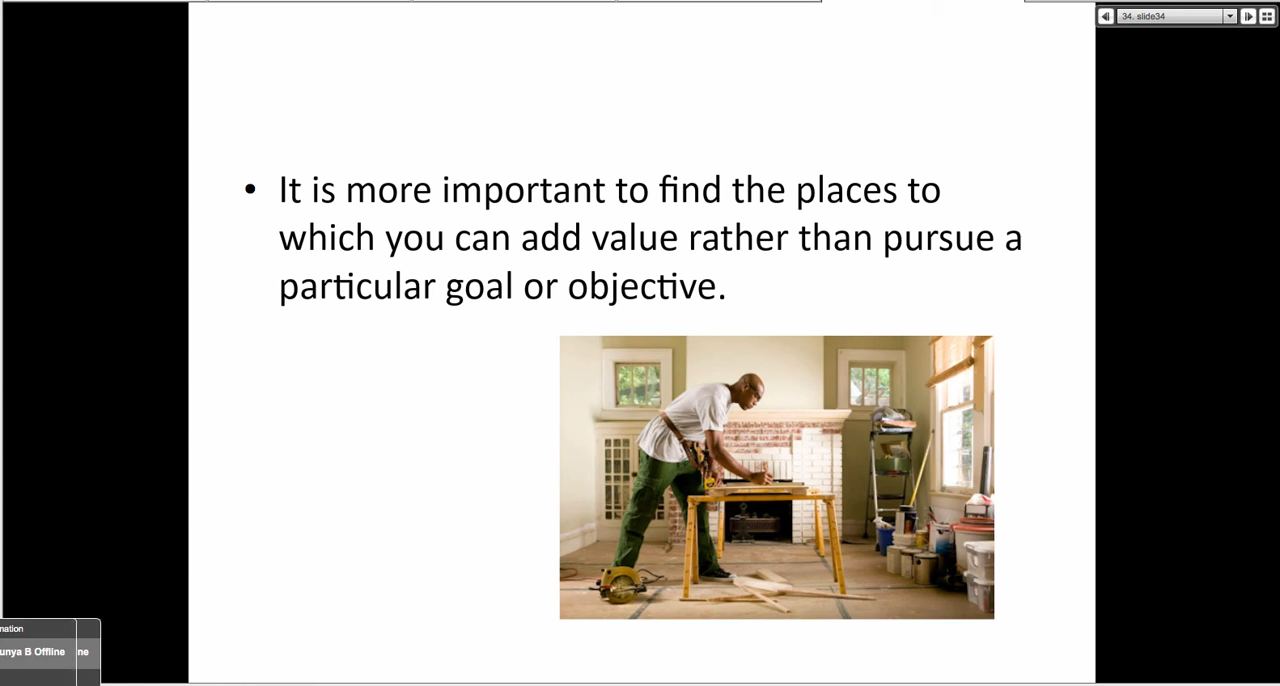 34. slide34
• It is more important to find the places to
which you can add value rather than pursue a
particular goal or objective.
mation
unya B Offline
ne